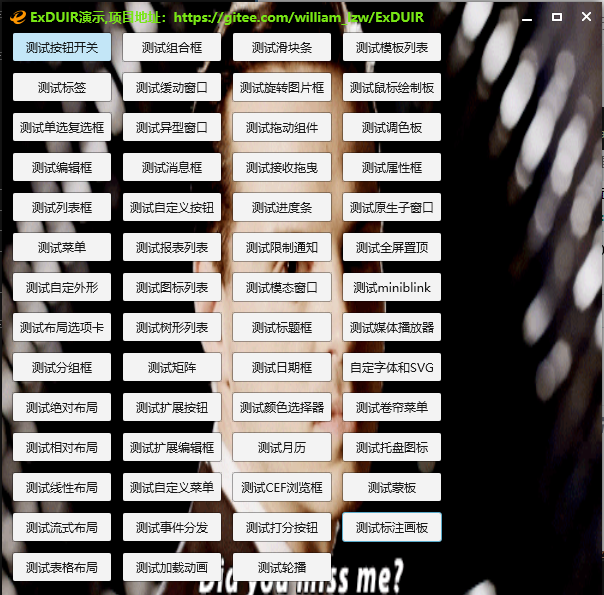 ExDUIR演示,项目地址：https://gitee.com/william_lzw/ExDUIR
测试按钮开关 测试组合框 测试滑块条 测试模板列表
测试标签 测试缓动窗口 测试旋转图片框 测试鼠标绘制板
测试单选复选框 测试异型窗口 测试拖动组件 测试调色板
测试编辑框 测试消息框 测试接收拖曳 测试属性框
测试列表框 测试自定义按钮 测试进度条 测试原生子窗口
测试菜单 测试报表列表 测试限制通知 测试全屏置顶
测试自定外形 测试图标列表 测试模态窗口 测试miniblink
测试布局选项卡 测试树形列表 测试标题框 测试媒体播放器
测试分组框 测试矩阵 测试日期框 自定字体和SVG
测试绝对布局 测试扩展按钮 测试颜色选择器 测试卷帘菜单
测试相对布局 测试扩展编辑框 测试月历 测试托盘图标
测试线性布局 测试自定义菜单 测试CEF浏览框 测试蒙板
测试流式布局 测试事件分发 测试打分按钮 测试标注画板
测试表格布局 测试加载动画 测试轮播
Did you miss me?